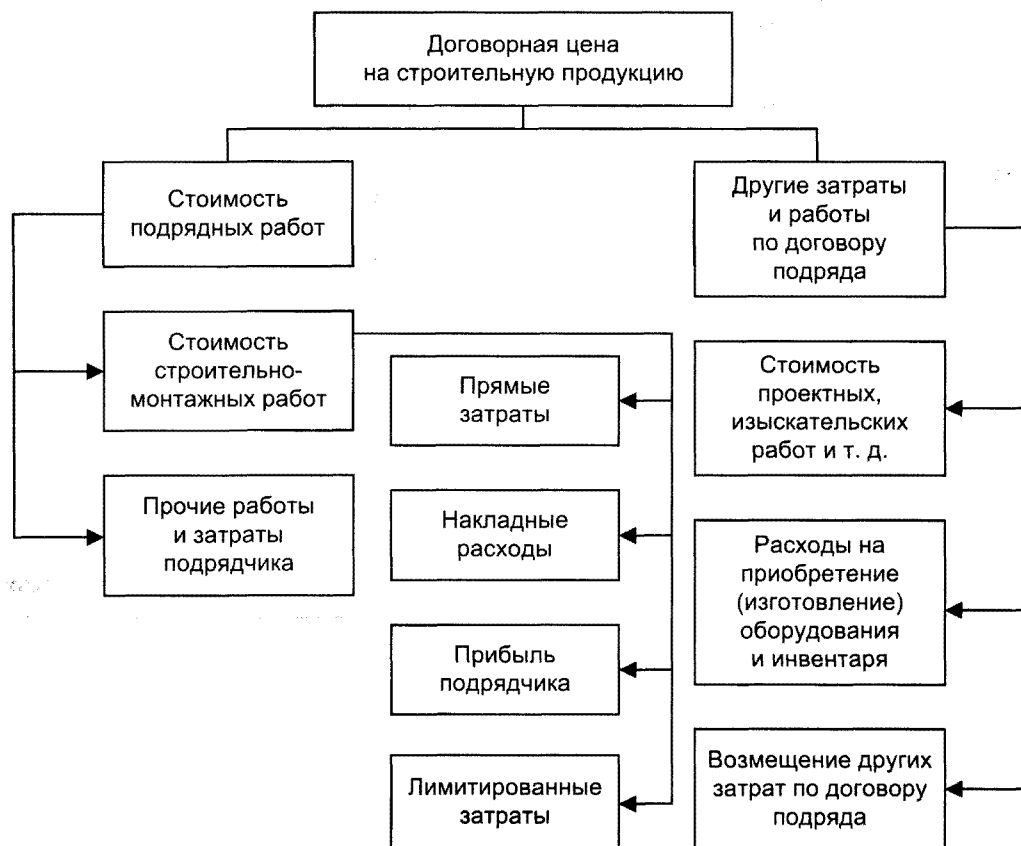 Договорная цена
на строительную продукцию
Стоимость
подрядных работ
Другие затраты
и работы
по договору
подряда
Стоимость
строительно-
монтажных работ
Прочие работы
и затраты
подрядчика
Прямые
затраты
Накладные
расходы
Прибыль
подрядчика
Лимитированные
затраты
Стоимость
проектных,
изыскательских
работ и т. д.
Расходы на
приобретение
(изготовление)
оборудования
и инвентаря
Возмещение других
затрат по договору
подряда